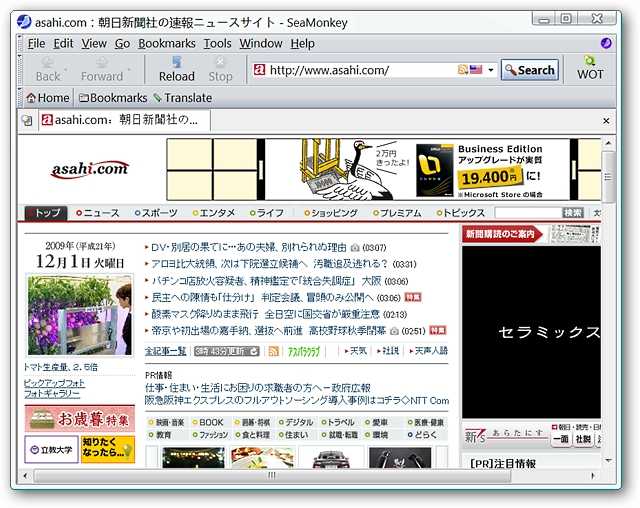 asahi.com：朝日新聞社の速報ニュースサイト - SeaMonkey
File Edit View Go Bookmarks Tools Window Help
Back Forward Reload Stop http://www.asahi.com/ Search WOT
Home Bookmarks Translate
asahi.com：朝日新聞社の...
asahi.com
2万円
きったよ!
Business Edition
アップグレードが実質
19,400円に!
※Microsoft Store の場合
トップ ニュース スポーツ エンタメ ライフ ショッピング プレミアム トピックス 検索
新聞購読のご案内
2009年(平成21年)
12月1日 火曜日
DV・別居の果てに…あの夫婦、別れられぬ理由 (03:07)
アロヨ比大統領、次は下院選立候補へ 汚職追及逃れる? (03:31)
パチンコ店放火容疑者、精神鑑定で「統合失調症」 大阪 (03:06)
民主への陳情も「仕分け」 判定会議、冒頭のみ公開へ (03:06) 特集
酸素マスク降りぬまま飛行 全日空に国交省が厳重注意 (02:13)
帝京や初出場の嘉手納、選抜へ前進 高校野球秋季閉幕 (02:51) 特集
セラミックス
トマト生産量、2.5倍
ピックアップフォト
フォトギャラリー
全記事一覧 3時43分更新 アスパラクラブ 天気 社説 天声人語
PR情報
仕事・住まい・生活にお困りの求職者の方へ－政府広報
阪急阪神エクスプレスのフルアウトソーシング導入事例はコチラ◇NTT Com
お歳暮特集
立教大学
知りたく
なったら…
映画・音楽 BOOK 囲碁・将棋 デジタル トラベル 愛車 医療・健康
教育 ファッション 食と料理 住まい 就職・転職 環境 どらく
新's あらたにす
朝日・読売・日
一面 社説
[PR]注目情報